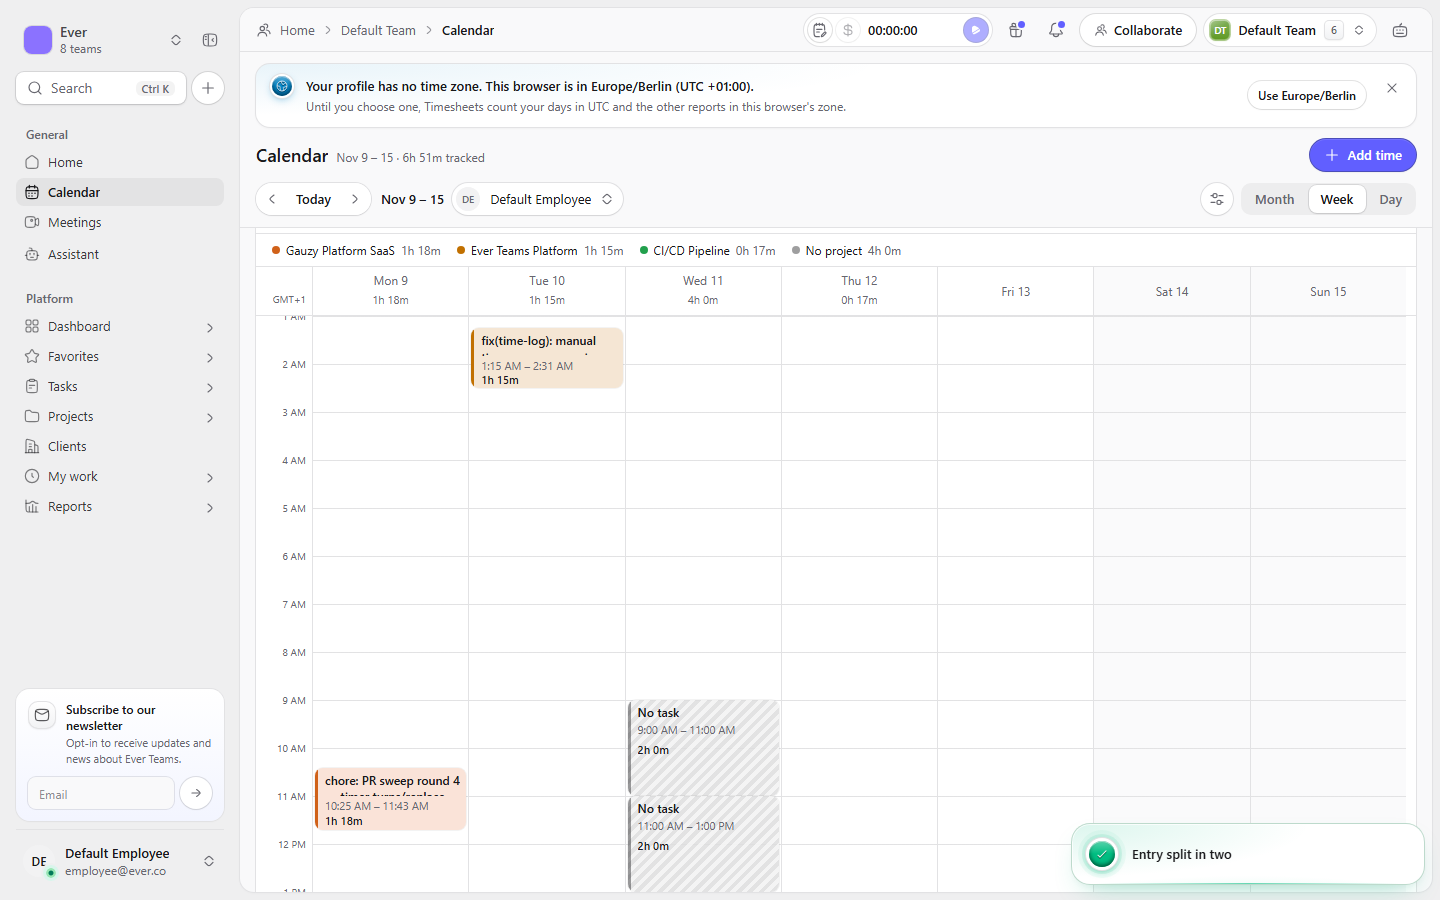 Ever
8 teams
Search
Ctrl K
General
Home
Calendar
Meetings
Assistant
Platform
Dashboard
Favorites
Tasks
Projects
Clients
My work
Reports
Subscribe to our
newsletter
Opt-in to receive updates and
news about Ever Teams.
Email
DE
Default Employee
employee@ever.co
Home
Default Team
Calendar
00:00:00
Collaborate
DT
Default Team
6
Your profile has no time zone. This browser is in Europe/Berlin (UTC +01:00).
Until you choose one, Timesheets count your days in UTC and the other reports in this browser's zone.
Use Europe/Berlin
Calendar
Nov 9 – 15 · 6h 51m tracked
Add time
Today
Nov 9 – 15
DE
Default Employee
Month
Week
Day
Gauzy Platform SaaS 1h 18m
Ever Teams Platform 1h 15m
CI/CD Pipeline 0h 17m
No project 4h 0m
GMT+1
Mon 9
1h 18m
Tue 10
1h 15m
Wed 11
4h 0m
Thu 12
0h 17m
Fri 13
Sat 14
Sun 15
1 AM
2 AM
3 AM
4 AM
5 AM
6 AM
7 AM
8 AM
9 AM
10 AM
11 AM
12 PM
1 PM
fix(time-log): manual
1:15 AM – 2:31 AM
1h 15m
chore: PR sweep round 4
10:25 AM – 11:43 AM
1h 18m
No task
9:00 AM – 11:00 AM
2h 0m
No task
11:00 AM – 1:00 PM
2h 0m
Entry split in two